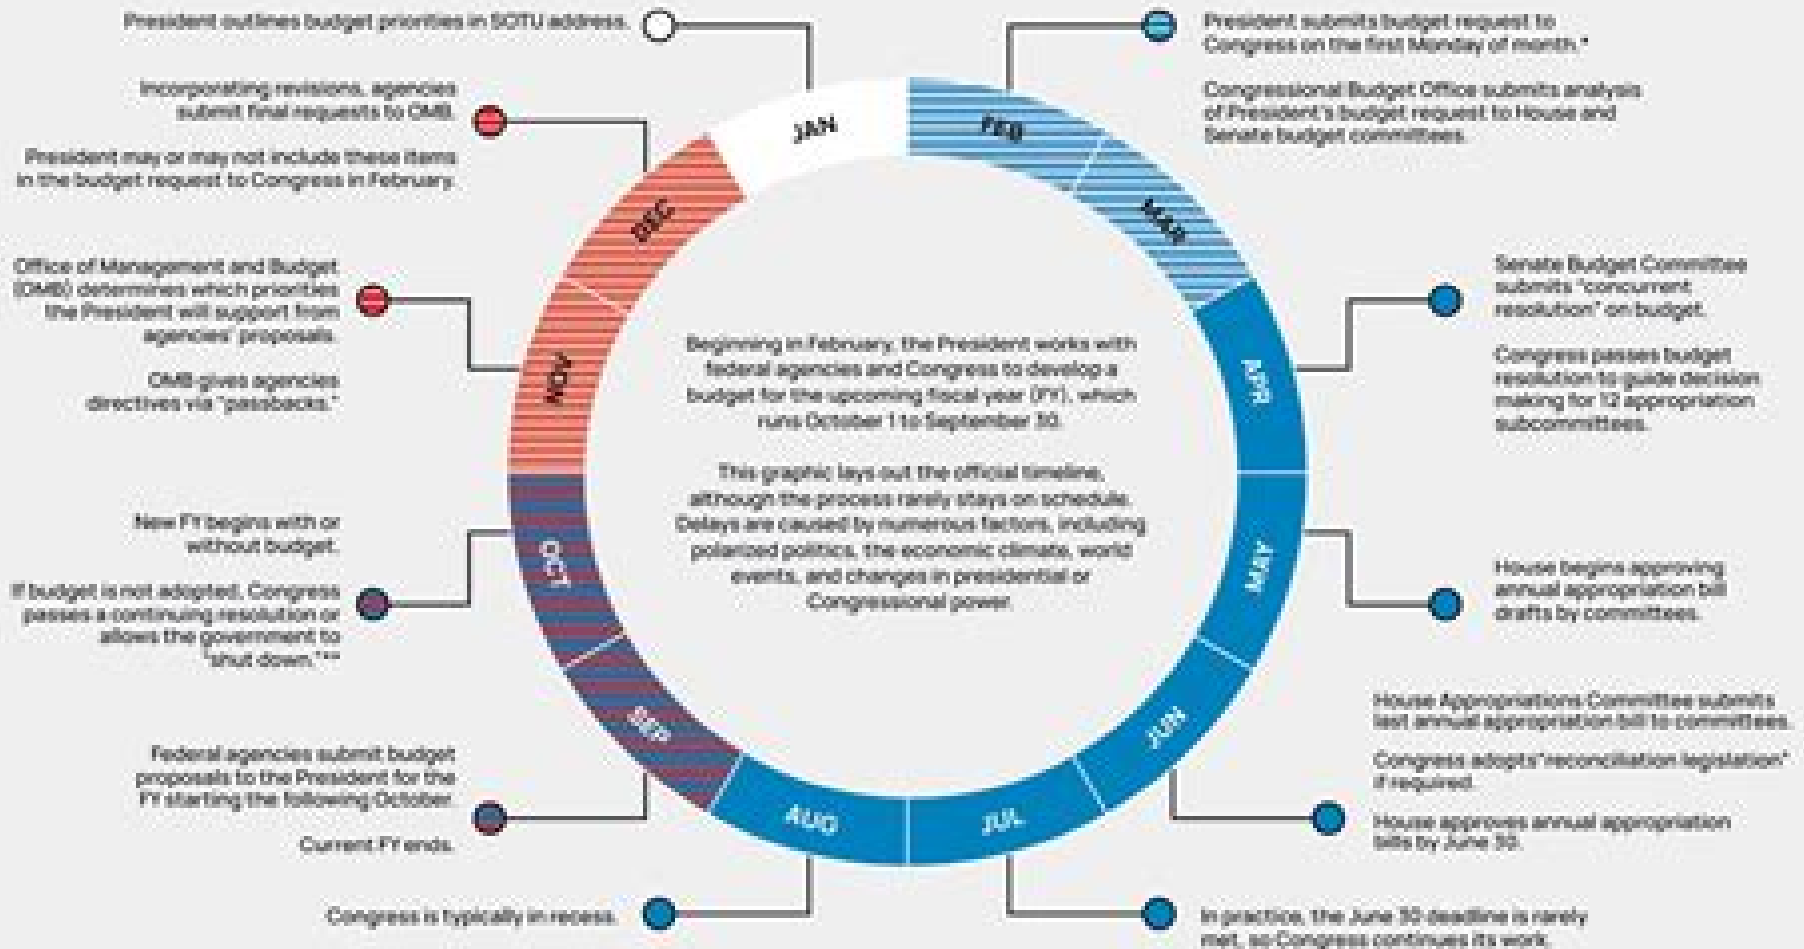 President outlines budget priorities in SOTU address.
JAN
President submits budget request to
Congress on the first Monday of month.*
Congressional Budget Office submits analysis
of President's budget request to House and
Senate budget committees.
FEB
MAR
Senate Budget Committee
submits "concurrent
resolution" on budget.
Congress passes budget
resolution to guide decision
making for 12 appropriation
subcommittees.
APR
House begins approving
annual appropriation bill
drafts by committees.
MAY
House Appropriations Committee submits
last annual appropriation bill to committees.
Congress adopts"reconciliation legislation"
if required.
House approves annual appropriation
bills by June 30.
JUN
In practice, the June 30 deadline is rarely
met, so Congress continues its work.
JUL
Congress is typically in recess.
AUG
Federal agencies submit budget
proposals to the President for the
FY starting the following October.
Current FY ends.
SEP
New FY begins with or
without budget.
If budget is not adopted, Congress
passes a continuing resolution or
allows the government to
"shut down."**
OCT
Office of Management and Budget
(OMB) determines which priorities
the President will support from
agencies' proposals.
OMB gives agencies
directives via "passbacks."
NOV
Incorporating revisions, agencies
submit final requests to OMB.
President may or may not include these items
in the budget request to Congress in February.
DEC
Beginning in February, the President works with
federal agencies and Congress to develop a
budget for the upcoming fiscal year (FY), which
runs October 1 to September 30.
This graphic lays out the official timeline,
although the process rarely stays on schedule.
Delays are caused by numerous factors, including
polarized politics, the economic climate, world
events, and changes in presidential or
Congressional power.